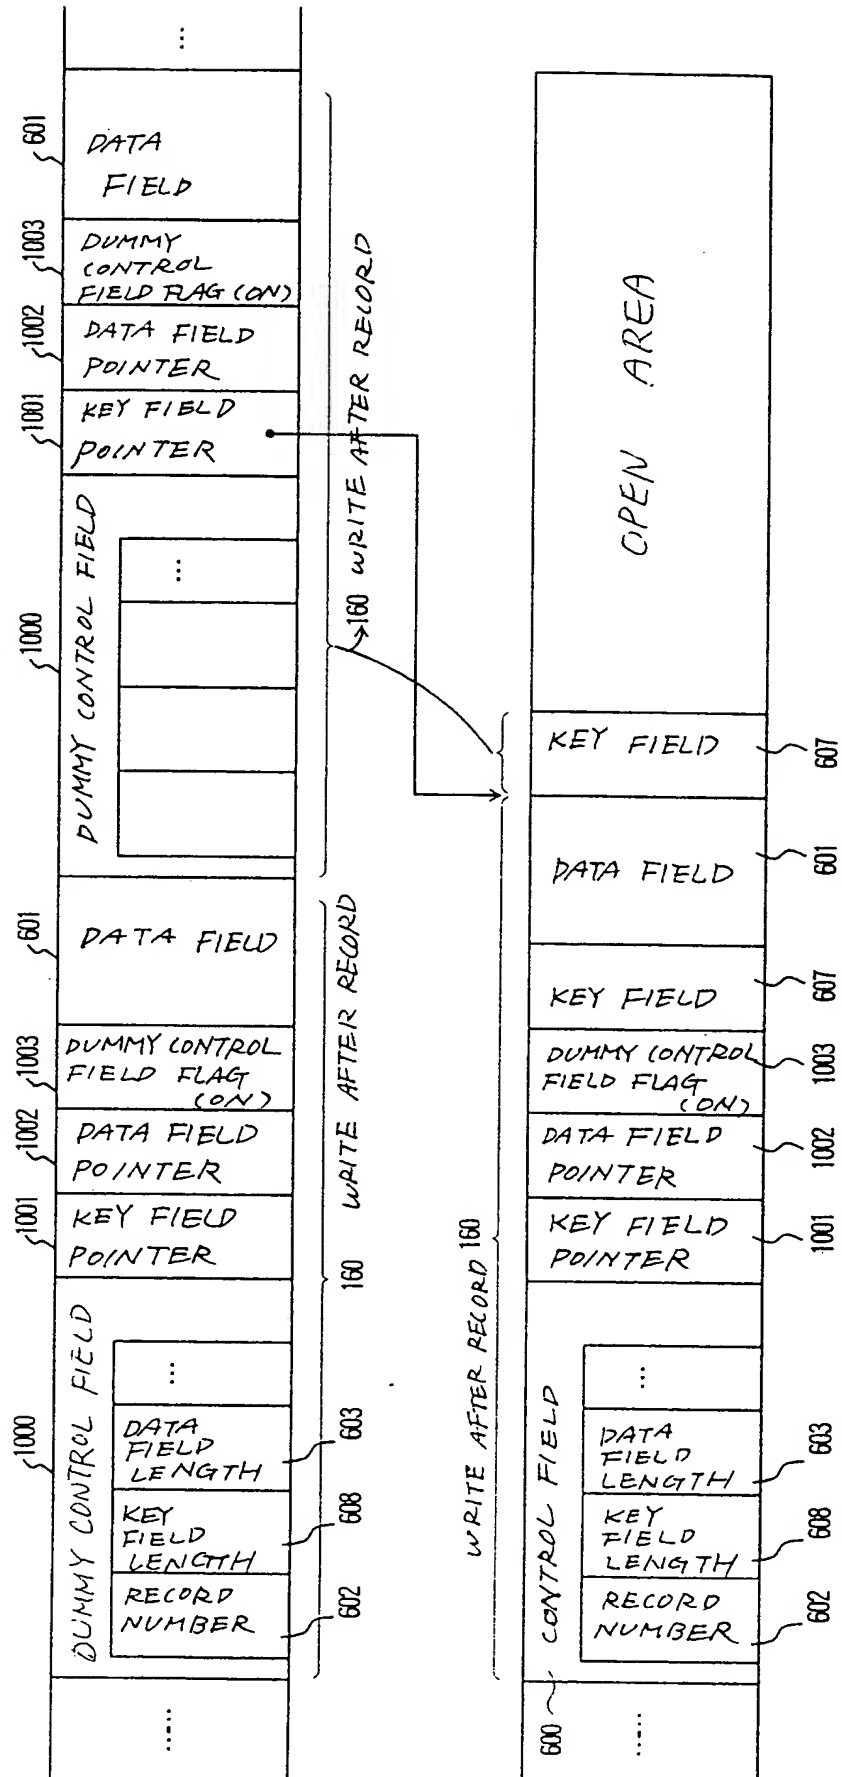 ...
601
DATA
FIELD
1003
DUMMY
CONTROL
FIELD FLAG (ON)
1002
DATA FIELD
POINTER
1001
KEY FIELD
POINTER
160 WRITE AFTER RECORD
1000
DUMMY CONTROL FIELD
...
601
DATA FIELD
1003
DUMMY CONTROL
FIELD FLAG
(ON)
1002
DATA FIELD
POINTER
1001
KEY FIELD
POINTER
160 WRITE AFTER RECORD
1000
DUMMY CONTROL FIELD
...
DATA
FIELD
LENGTH
603
KEY
FIELD
LENGTH
608
RECORD
NUMBER
602
......
OPEN AREA
KEY FIELD
607
DATA FIELD
601
KEY FIELD
607
DUMMY CONTROL
FIELD FLAG
(ON)
1003
DATA FIELD
POINTER
1002
KEY FIELD
POINTER
1001
WRITE AFTER RECORD 160
600
CONTROL FIELD
...
DATA
FIELD
LENGTH
603
KEY
FIELD
LENGTH
608
RECORD
NUMBER
602
......